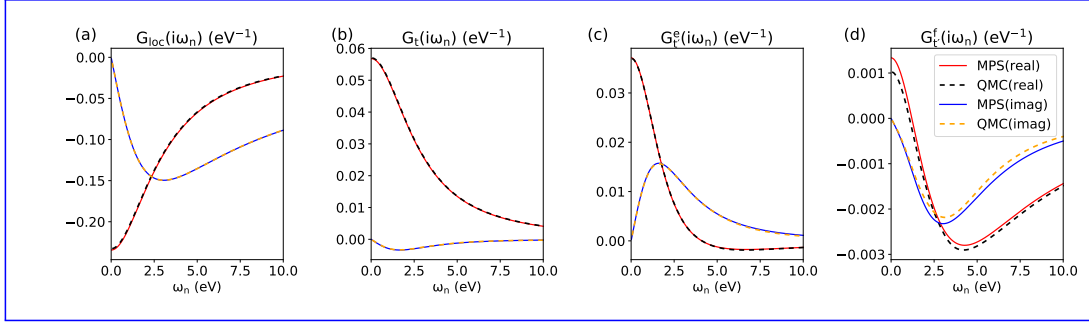 (a) G_loc(iω_n) (eV⁻¹)
0.00
−0.05
−0.10
−0.15
−0.20
0.0 2.5 5.0 7.5 10.0
ω_n (eV)
(b) G_t(iω_n) (eV⁻¹)
0.06
0.05
0.04
0.03
0.02
0.01
0.00
0.0 2.5 5.0 7.5 10.0
ω_n (eV)
(c) G_t^e(iω_n) (eV⁻¹)
0.03
0.02
0.01
0.00
0.0 2.5 5.0 7.5 10.0
ω_n (eV)
(d) G_t^f(iω_n) (eV⁻¹)
0.001
0.000
−0.001
−0.002
−0.003
MPS(real)
QMC(real)
MPS(imag)
QMC(imag)
0.0 2.5 5.0 7.5 10.0
ω_n (eV)